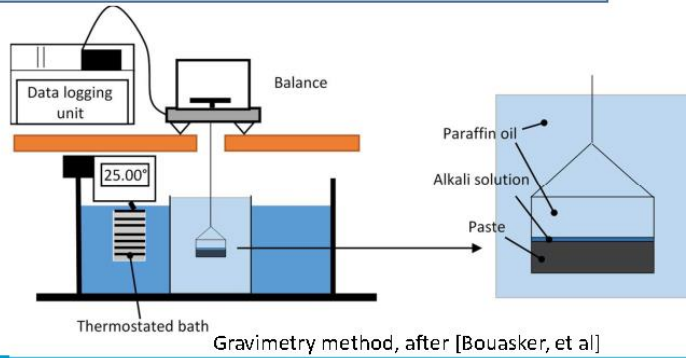 Data logging
unit
Balance
25.00°
Paraffin oil
Alkali solution
Paste
Thermostated bath
Gravimetry method, after [Bouasker, et al]